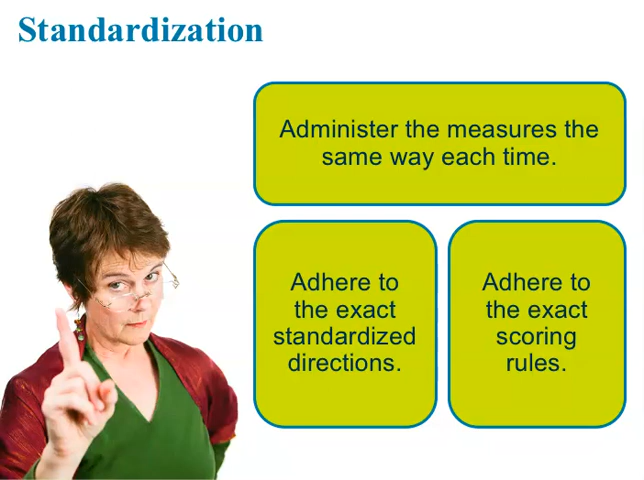 Standardization
Administer the measures the
same way each time.
Adhere to
the exact
standardized
directions.
Adhere to
the exact
scoring
rules.